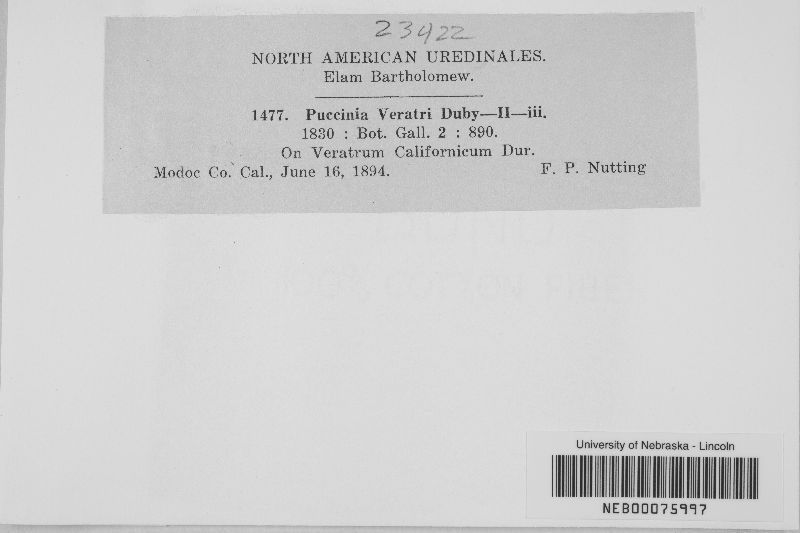 23422
NORTH AMERICAN UREDINALES.
Elam Bartholomew.
1477. Puccinia Veratri Duby—II—iii.
1830 : Bot. Gall. 2 : 890.
On Veratrum Californicum Dur.
Modoc Co. Cal., June 16, 1894. F. P. Nutting
University of Nebraska - Lincoln
NEB00075997